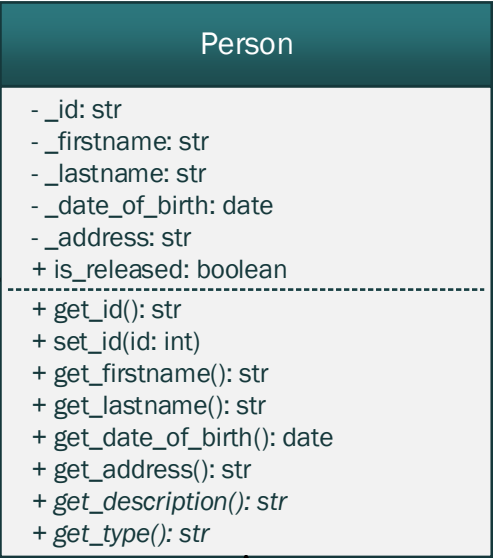 Person
- _id: str
- _firstname: str
- _lastname: str
- _date_of_birth: date
- _address: str
+ is_released: boolean
+ get_id(): str
+ set_id(id: int)
+ get_firstname(): str
+ get_lastname(): str
+ get_date_of_birth(): date
+ get_address(): str
+ get_description(): str
+ get_type(): str